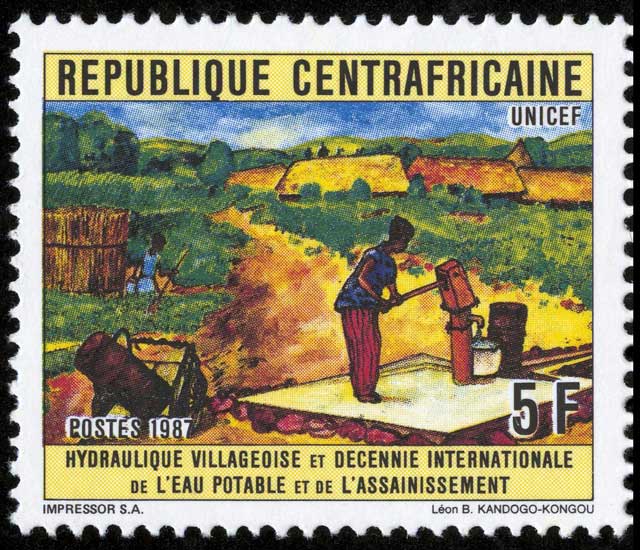 REPUBLIQUE CENTRAFRICAINE
UNICEF
5 F
POSTES 1987
HYDRAULIQUE VILLAGEOISE ET DECENNIE INTERNATIONALE
DE L'EAU POTABLE ET DE L'ASSAINISSEMENT
IMPRESSOR S.A. Léon B. KANDOGO-KONGOU